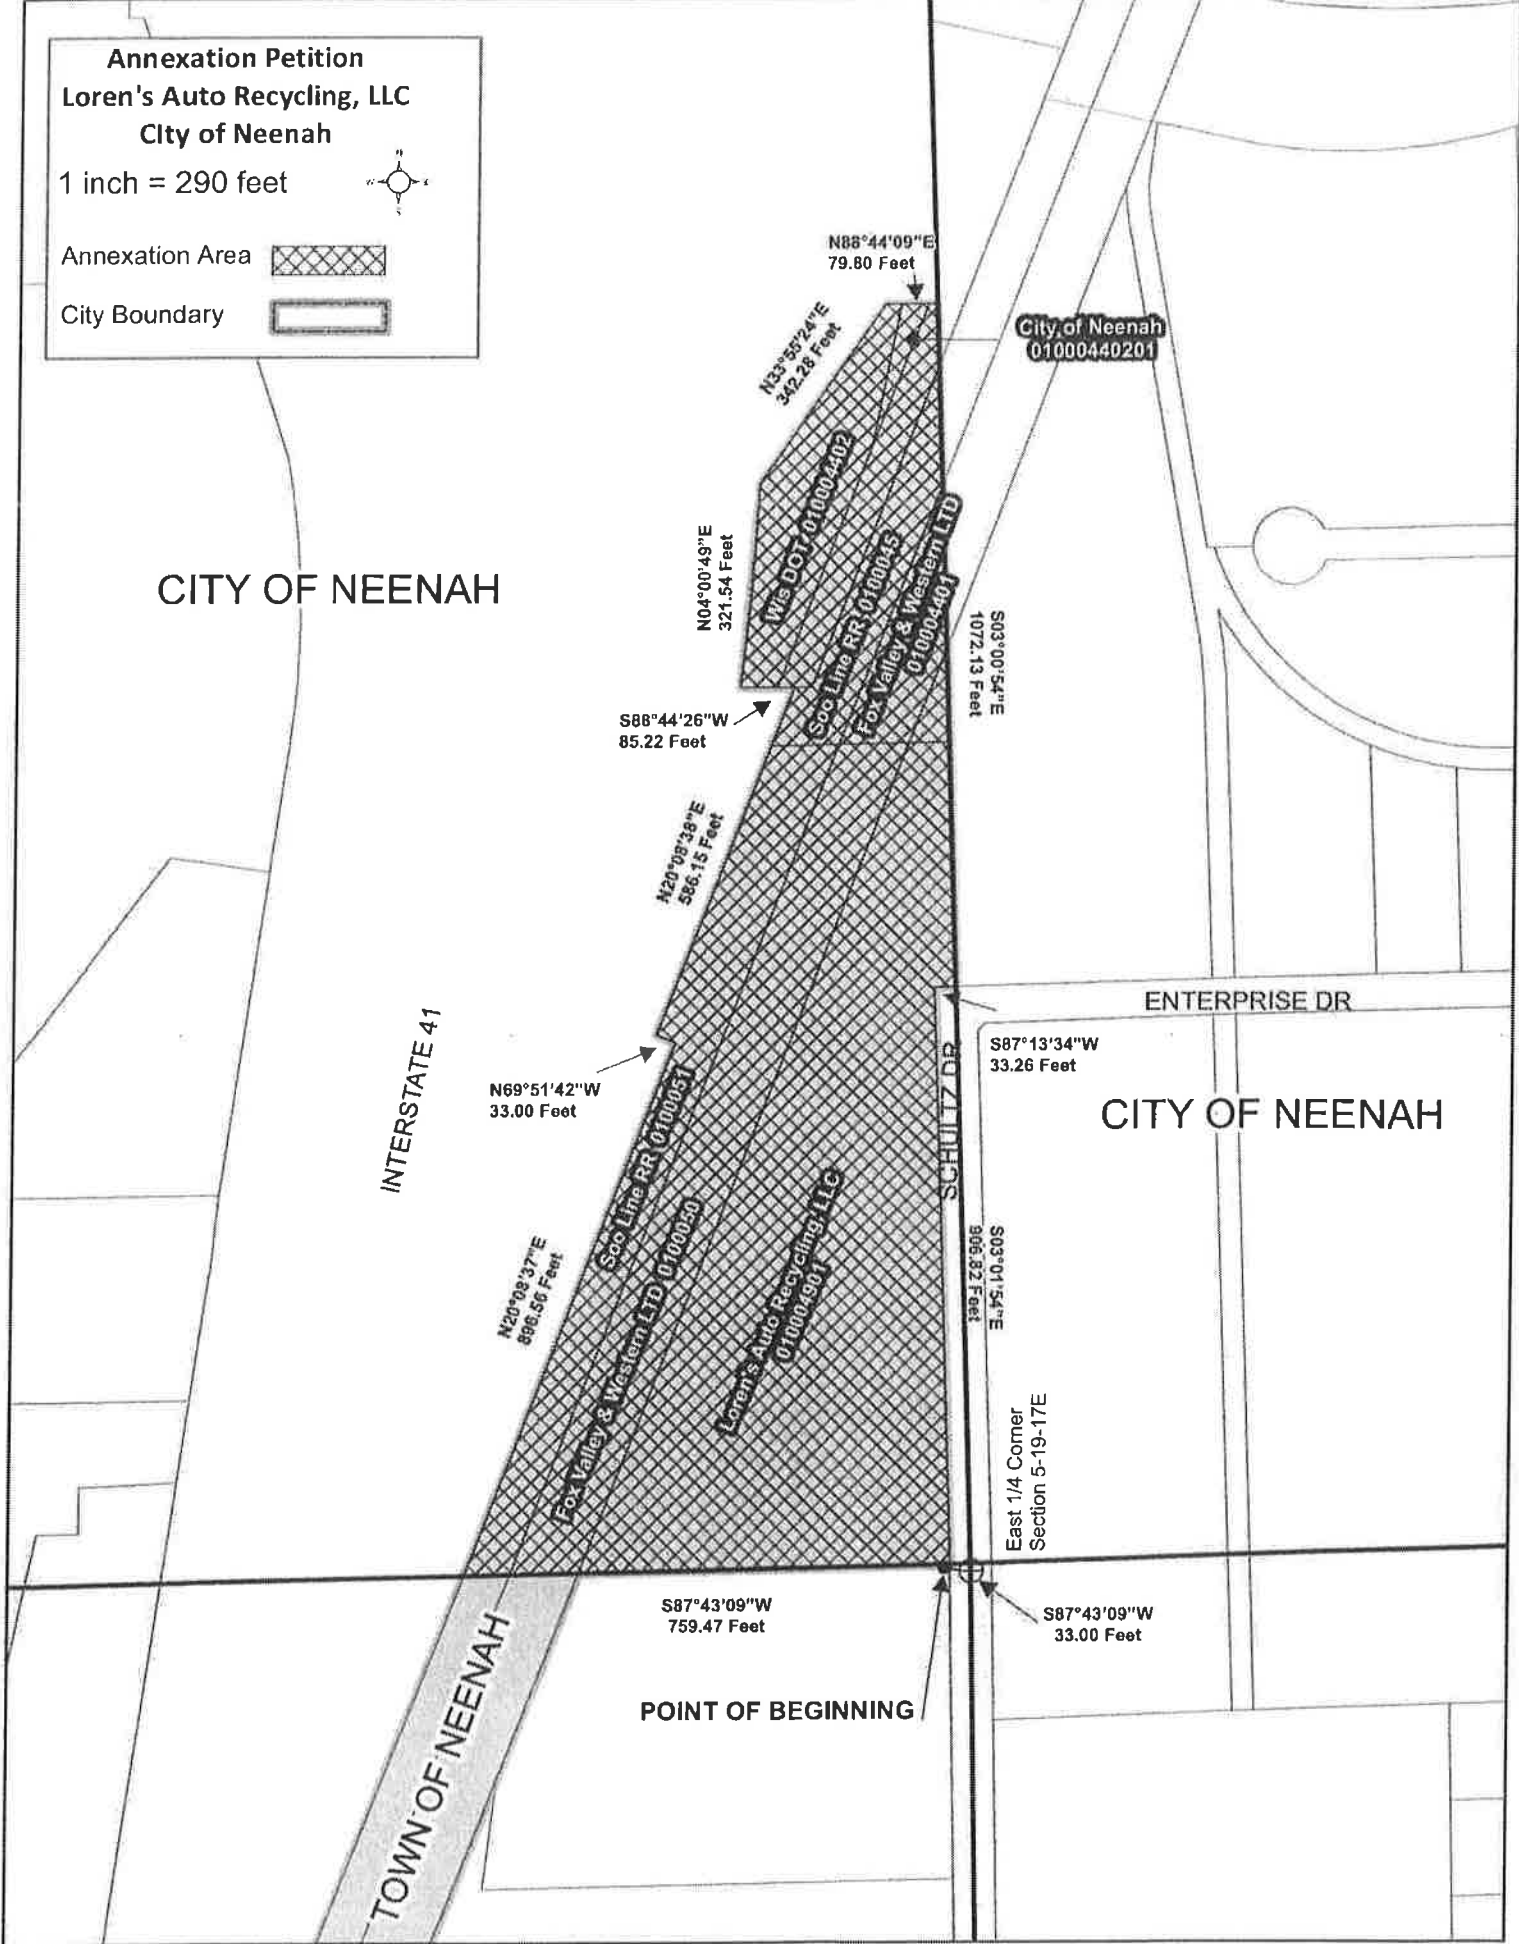 Annexation Petition
Loren's Auto Recycling, LLC
City of Neenah
1 inch = 290 feet
N
W
E
S
Annexation Area
City Boundary
N88°44'09"E
79.80 Feet
City of Neenah
01000440201
N33°55'24"E
342.28 Feet
Wis DOT 010004402
CITY OF NEENAH
N04°00'49"E
321.54 Feet
Soo Line RR 0100045
Fox Valley & Western LTD
010004401
S03°00'54"E
1072.13 Feet
S88°44'26"W
85.22 Feet
N20°08'38"E
586.15 Feet
ENTERPRISE DR
S87°13'34"W
33.26 Feet
SCHULTZ DR
INTERSTATE 41
N69°51'42"W
33.00 Feet
CITY OF NEENAH
Soo Line RR 0100051
Fox Valley & Western LTD 0100050
Loren's Auto Recycling, LLC
010004901
N20°08'37"E
896.56 Feet
S03°01'54"E
906.82 Feet
East 1/4 Corner
Section 5-19-17E
S87°43'09"W
759.47 Feet
S87°43'09"W
33.00 Feet
POINT OF BEGINNING
TOWN OF NEENAH